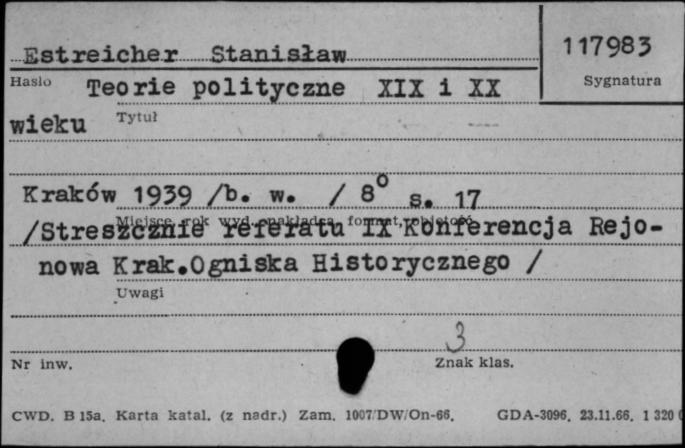 Estreicher Stanisław
117983
Hasło
Sygnatura
Teorie polityczne XIX i XX
wieku
Tytuł
Kraków 1939 /b. w. / 8° s. 17
Miejsce, rok wyd., nakładca, format, objętość
/Streszcznie referatu IX Konferencja Rejo-
nowa Krak.Ogniska Historycznego /
Uwagi
3
Nr inw.
Znak klas.
CWD. B 15a. Karta katal. (z nadr.) Zam. 1007/DW/On-66. GDA-3096. 23.11.66. 1 320